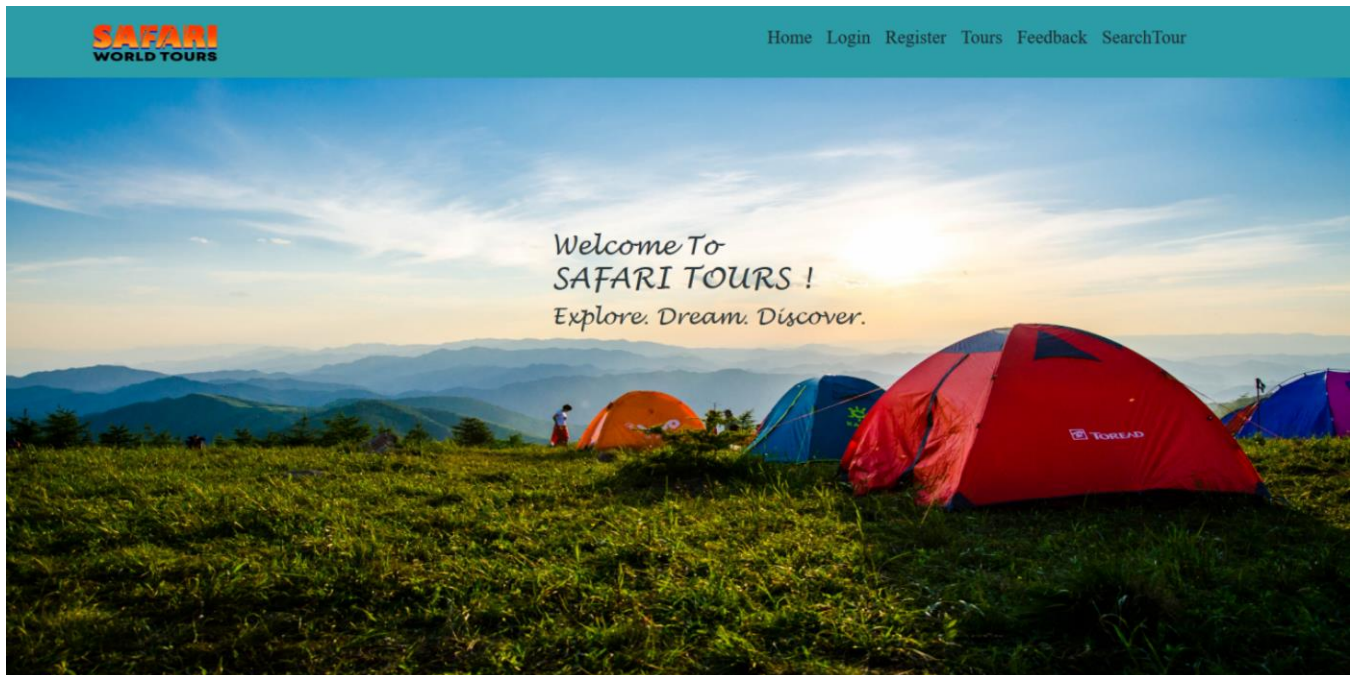 SAFARI
WORLD TOURS
Home Login Register Tours Feedback SearchTour
Welcome To
SAFARI TOURS !
Explore. Dream. Discover.
TOREAD